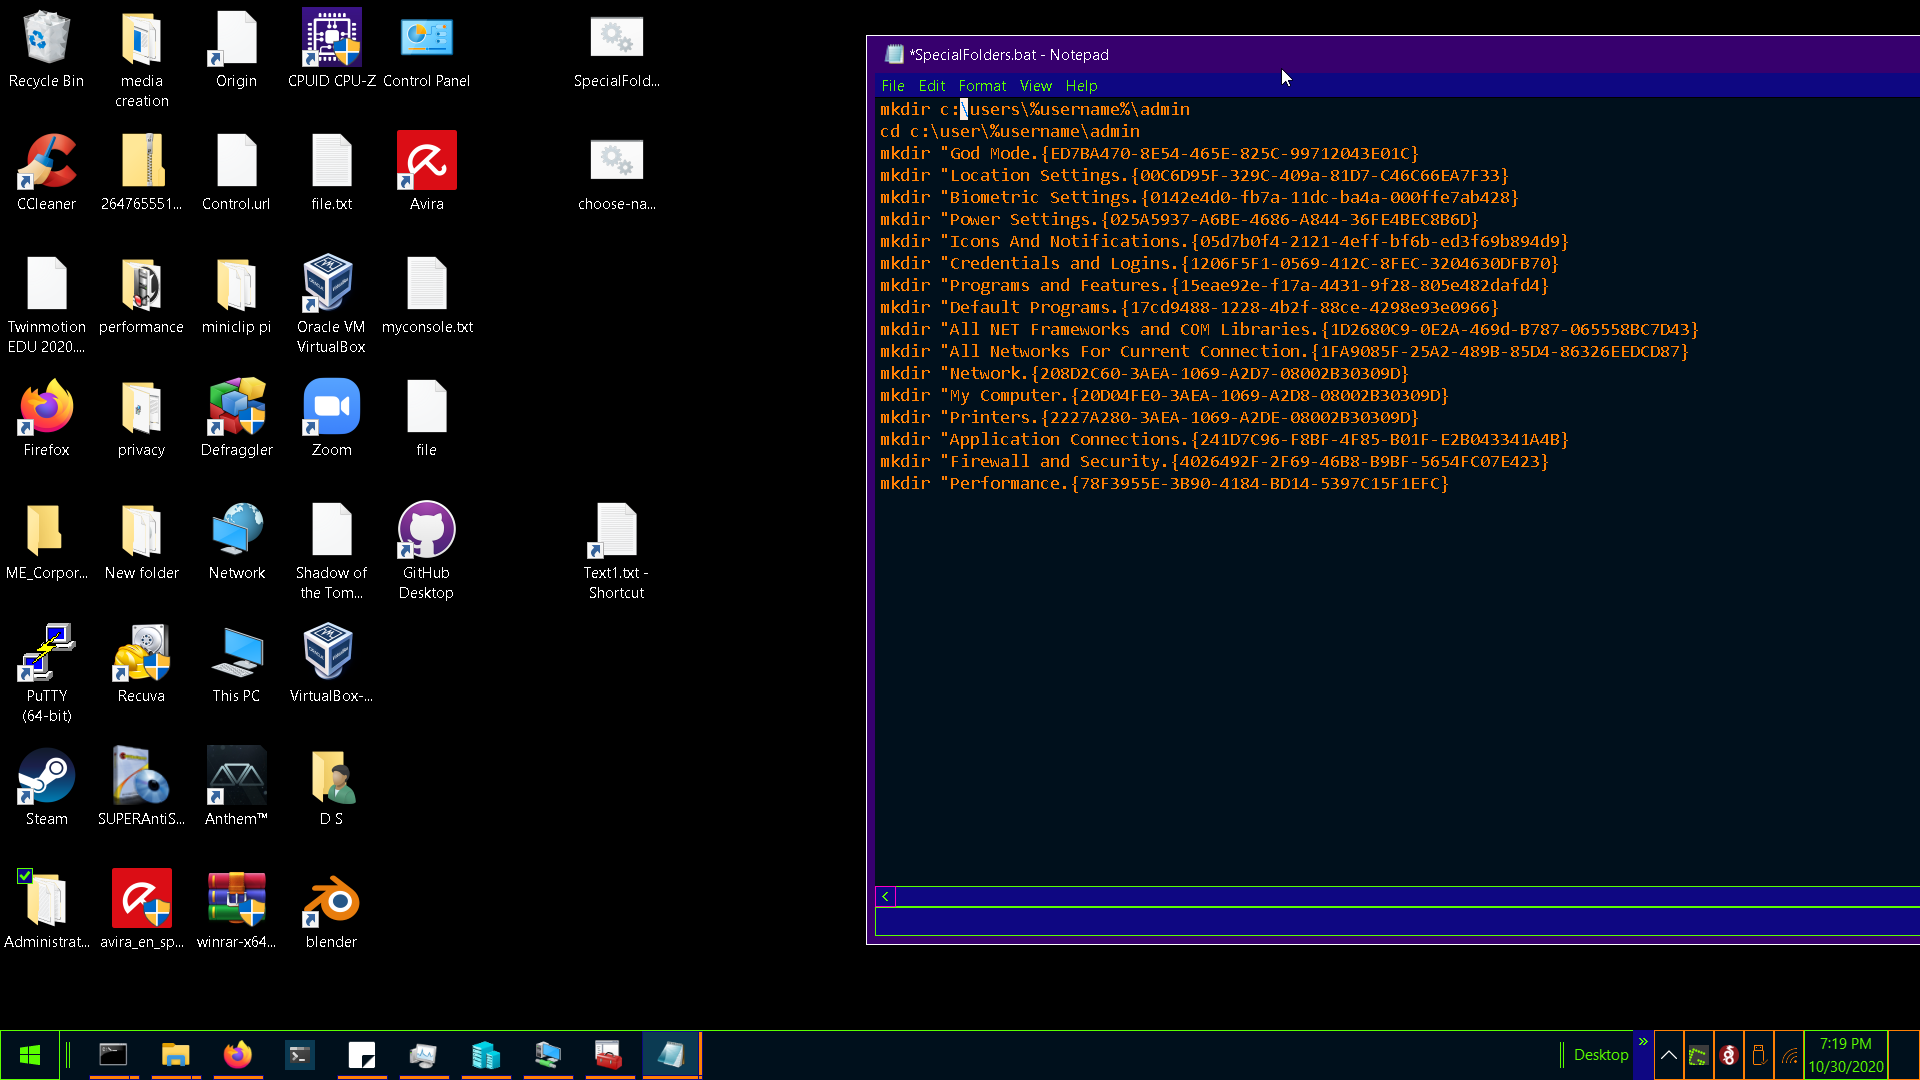 Recycle Bin
media
creation
Origin
CPUID CPU-Z
Control Panel
SpecialFold...
CCleaner
264765551...
Control.url
file.txt
Avira
choose-na...
Twinmotion
EDU 2020....
performance
miniclip pi
Oracle VM
VirtualBox
myconsole.txt
Firefox
privacy
Defraggler
Zoom
file
ME_Corpor...
New folder
Network
Shadow of
the Tom...
GitHub
Desktop
Text1.txt -
Shortcut
PuTTY
(64-bit)
Recuva
This PC
VirtualBox-...
Steam
SUPERAntiS...
Anthem™
D S
Administrat...
avira_en_sp...
winrar-x64...
blender
*SpecialFolders.bat - Notepad
File Edit Format View Help
mkdir c:\users\%username%\admin
cd c:\user\%username\admin
mkdir "God Mode.{ED7BA470-8E54-465E-825C-99712043E01C}
mkdir "Location Settings.{00C6D95F-329C-409a-81D7-C46C66EA7F33}
mkdir "Biometric Settings.{0142e4d0-fb7a-11dc-ba4a-000ffe7ab428}
mkdir "Power Settings.{025A5937-A6BE-4686-A844-36FE4BEC8B6D}
mkdir "Icons And Notifications.{05d7b0f4-2121-4eff-bf6b-ed3f69b894d9}
mkdir "Credentials and Logins.{1206F5F1-0569-412C-8FEC-3204630DFB70}
mkdir "Programs and Features.{15eae92e-f17a-4431-9f28-805e482dafd4}
mkdir "Default Programs.{17cd9488-1228-4b2f-88ce-4298e93e0966}
mkdir "All NET Frameworks and COM Libraries.{1D2680C9-0E2A-469d-B787-065558BC7D43}
mkdir "All Networks For Current Connection.{1FA9085F-25A2-489B-85D4-86326EEDCD87}
mkdir "Network.{208D2C60-3AEA-1069-A2D7-08002B30309D}
mkdir "My Computer.{20D04FE0-3AEA-1069-A2D8-08002B30309D}
mkdir "Printers.{2227A280-3AEA-1069-A2DE-08002B30309D}
mkdir "Application Connections.{241D7C96-F8BF-4F85-B01F-E2B043341A4B}
mkdir "Firewall and Security.{4026492F-2F69-46B8-B9BF-5654FC07E423}
mkdir "Performance.{78F3955E-3B90-4184-BD14-5397C15F1EFC}
Desktop
7:19 PM
10/30/2020